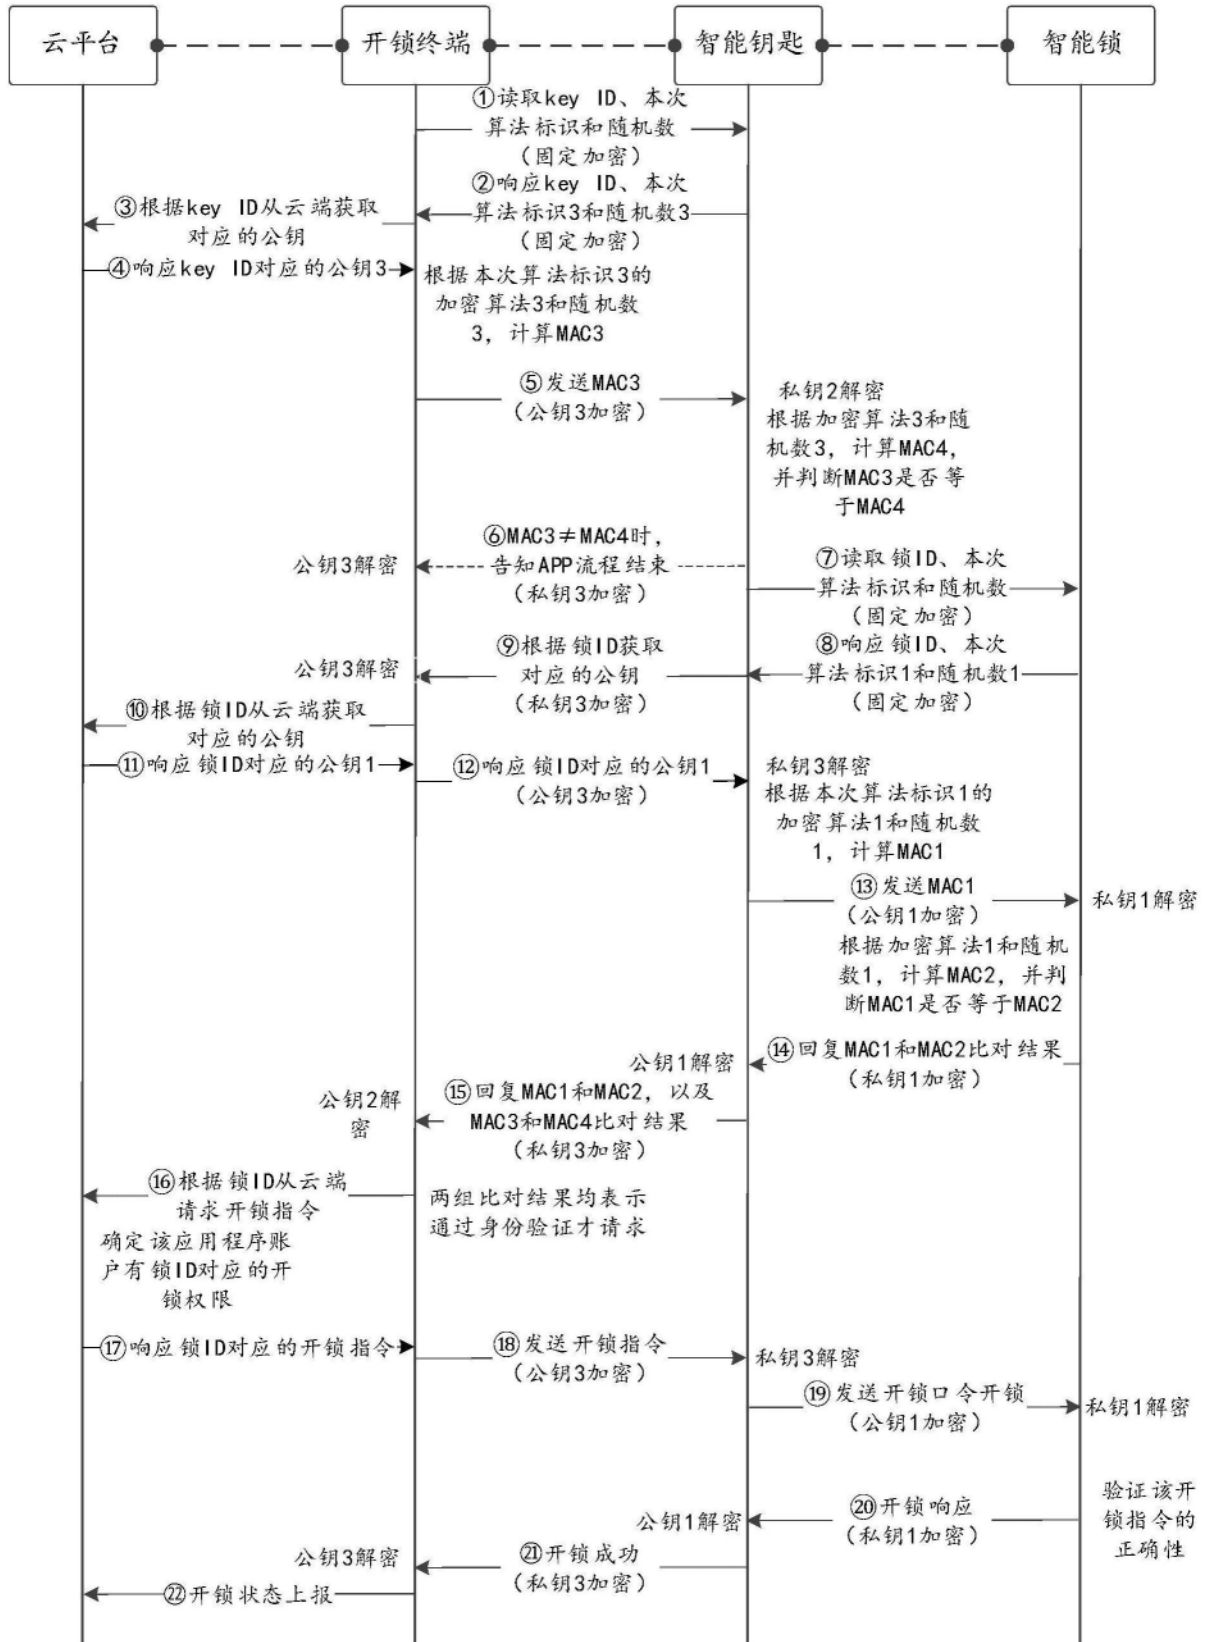 云平台
开锁终端
智能钥匙
智能锁
①读取key ID、本次
算法标识和随机数
（固定加密）
②响应key ID、本次
算法标识3和随机数3
（固定加密）
③根据key ID从云端获取
对应的公钥
④响应key ID对应的公钥3
根据本次算法标识3的
加密算法3和随机数
3，计算MAC3
⑤发送MAC3
（公钥3加密）
私钥2解密
根据加密算法3和随
机数3，计算MAC4，
并判断MAC3是否等
于MAC4
⑥MAC3≠MAC4时，
告知APP流程结束
（私钥3加密）
公钥3解密
⑦读取锁ID、本次
算法标识和随机数
（固定加密）
⑧响应锁ID、本次
算法标识1和随机数1
（固定加密）
⑨根据锁ID获取
对应的公钥
（私钥3加密）
公钥3解密
⑩根据锁ID从云端获取
对应的公钥
⑪响应锁ID对应的公钥1
⑫响应锁ID对应的公钥1
（公钥3加密）
私钥3解密
根据本次算法标识1的
加密算法1和随机数
1，计算MAC1
⑬发送MAC1
（公钥1加密）
私钥1解密
根据加密算法1和随机
数1，计算MAC2，并判
断MAC1是否等于MAC2
⑭回复MAC1和MAC2比对结果
（私钥1加密）
公钥1解密
⑮回复MAC1和MAC2，以及
MAC3和MAC4比对结果
（私钥3加密）
公钥2解
密
⑯根据锁ID从云端
请求开锁指令
两组比对结果均表示
通过身份验证才请求
确定该应用程序账
户有锁ID对应的开
锁权限
⑰响应锁ID对应的开锁指令
⑱发送开锁指令
（公钥3加密）
私钥3解密
⑲发送开锁口令开锁
（公钥1加密）
私钥1解密
验证该开
锁指令的
正确性
⑳开锁响应
（私钥1加密）
公钥1解密
㉑开锁成功
（私钥3加密）
公钥3解密
㉒开锁状态上报